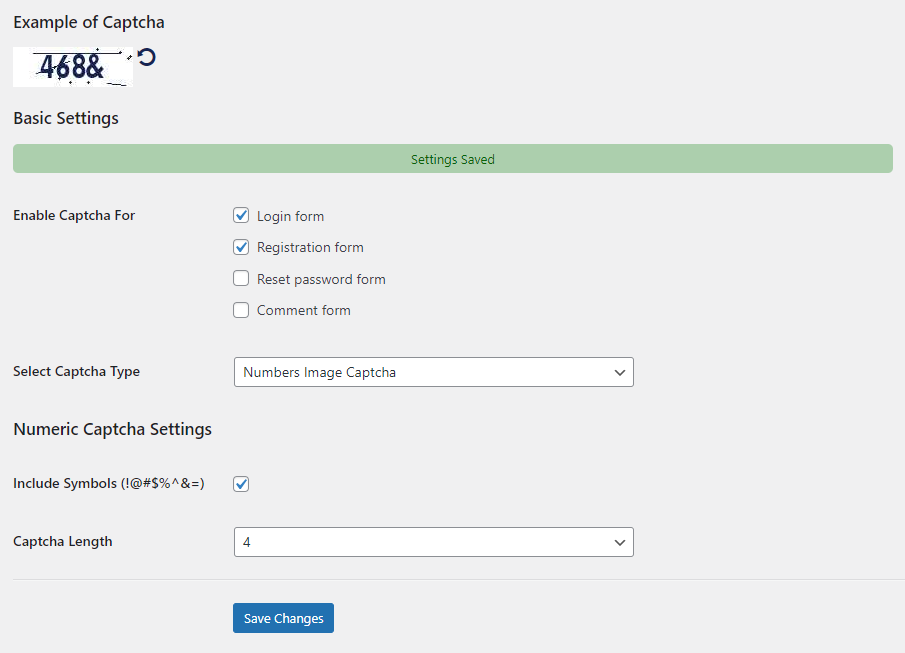 Example of Captcha
468&
Basic Settings
Settings Saved
Enable Captcha For
Login form
Registration form
Reset password form
Comment form
Select Captcha Type
Numbers Image Captcha
Numeric Captcha Settings
Include Symbols (!@#$%^&=)
Captcha Length
4
Save Changes